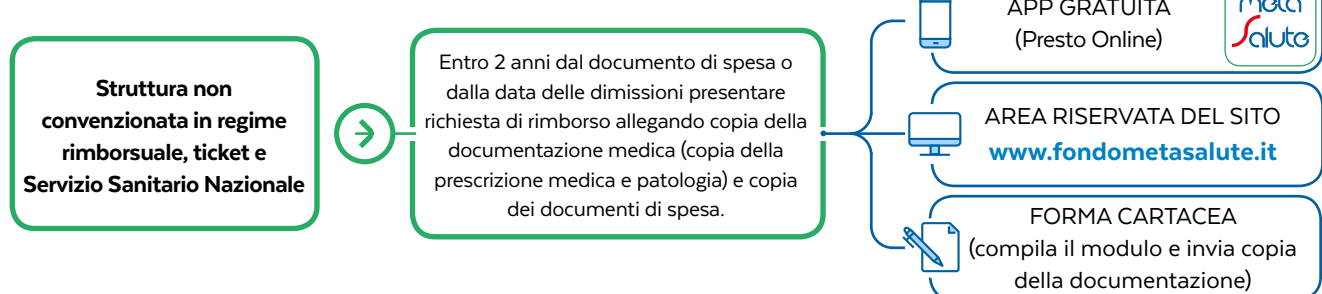 Struttura non
convenzionata in regime
rimborsuale, ticket e
Servizio Sanitario Nazionale
Entro 2 anni dal documento di spesa o
dalla data delle dimissioni presentare
richiesta di rimborso allegando copia della
documentazione medica (copia della
prescrizione medica e patologia) e copia
dei documenti di spesa.
APP GRATUITA
(Presto Online)
meta
Salute
AREA RISERVATA DEL SITO
www.fondometasalute.it
FORMA CARTACEA
(compila il modulo e invia copia
della documentazione)